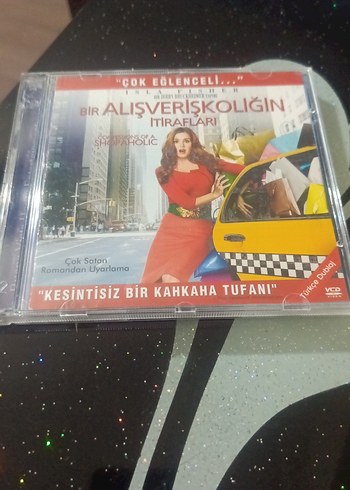 "ÇOK EĞLENCELİ..."
ISLA FISHER
BİR ALIŞVERİŞKOLİĞİN
İTİRAFLARI
CONFESSIONS OF A
SHOPAHOLIC
Çok Satan
Romandan Uyarlama
"KESİNTİSİZ BİR KAHKAHA TUFANI"
Türkçe Dublaj
VCD